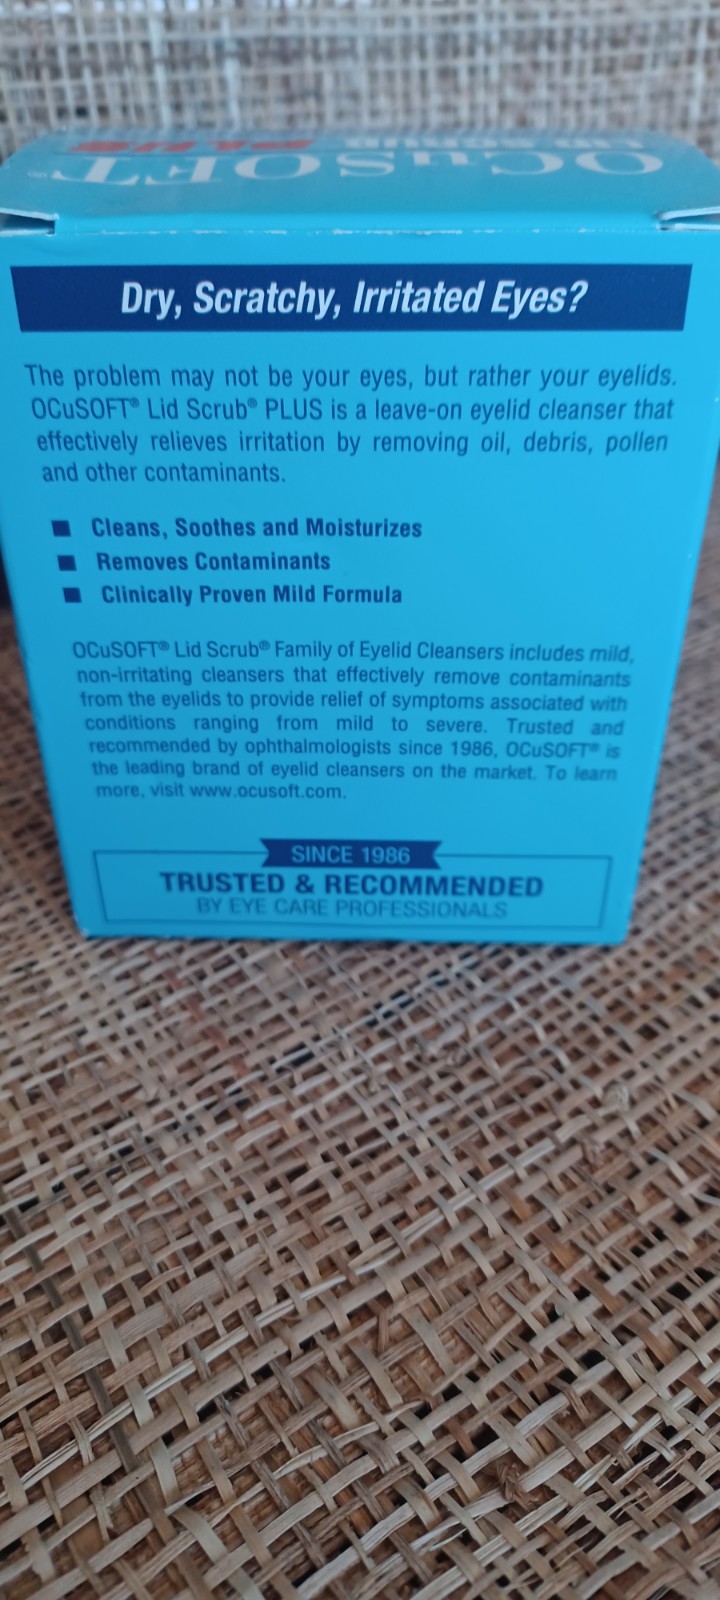 LID SCRUB PLUS
OCuSOFT®
Dry, Scratchy, Irritated Eyes?
The problem may not be your eyes, but rather your eyelids.
OCuSOFT® Lid Scrub® PLUS is a leave-on eyelid cleanser that
effectively relieves irritation by removing oil, debris, pollen
and other contaminants.
■ Cleans, Soothes and Moisturizes
■ Removes Contaminants
■ Clinically Proven Mild Formula
OCuSOFT® Lid Scrub® Family of Eyelid Cleansers includes mild,
non-irritating cleansers that effectively remove contaminants
from the eyelids to provide relief of symptoms associated with
conditions ranging from mild to severe. Trusted and
recommended by ophthalmologists since 1986, OCuSOFT® is
the leading brand of eyelid cleansers on the market. To learn
more, visit www.ocusoft.com.
SINCE 1986
TRUSTED & RECOMMENDED
BY EYE CARE PROFESSIONALS